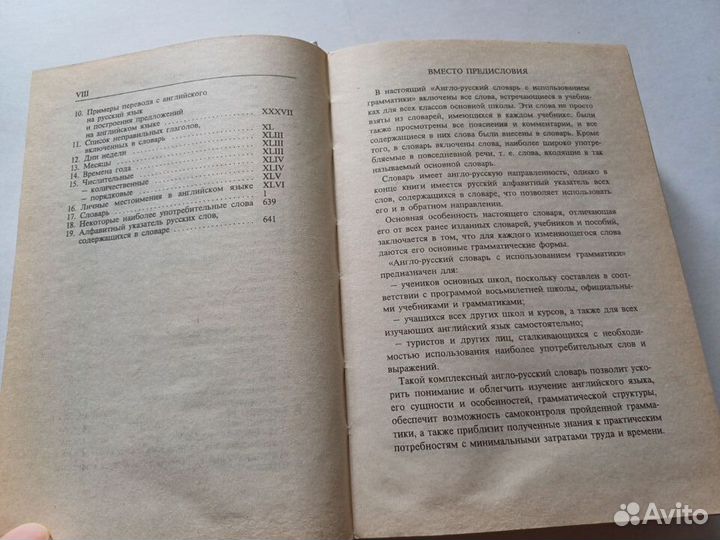 VIII
10. Примеры перевода с английского
на русский язык
и построения предложений
на английском языке . . . . . . . . . . . . XXXVII
11. Список неправильных глаголов,
включенных в словарь . . . . . . . . . . . XL
12. Дни недели . . . . . . . . . . . . . . . . XLIII
13. Месяцы . . . . . . . . . . . . . . . . . . XLIII
14. Времена года . . . . . . . . . . . . . . . XLIII
15. Числительные . . . . . . . . . . . . . . . XLIV
— количественные . . . . . . . . . . . . . XLIV
— порядковые . . . . . . . . . . . . . . . XLV
16. Личные местоимения в английском языке XLVI
17. Словарь . . . . . . . . . . . . . . . . . . 1
18. Некоторые наиболее употребительные слова 639
19. Алфавитный указатель русских слов,
содержащихся в словаре . . . . . . . . . . 641
ВМЕСТО ПРЕДИСЛОВИЯ
В настоящий «Англо-русский словарь с использованием
грамматики» включены все слова, встречающиеся в учебни-
ках для всех классов основной школы. Эти слова не просто
взяты из словарей, имеющихся в каждом учебнике: были
также просмотрены все пояснения и комментарии, и все
содержащиеся в них слова были внесены в словарь. Кроме
того, в словарь включены слова, наиболее широко употре-
бляемые в повседневной речи, т. е. слова, входящие в так
называемый основной словарь.
Словарь имеет англо-русскую направленность, однако в
конце книги имеется русский алфавитный указатель всех
слов, содержащихся в словаре, что позволяет использовать
его и в обратном направлении.
Основная особенность настоящего словаря, отличающая
его от всех ранее изданных словарей, учебников и пособий,
заключается в том, что для каждого изменяющегося слова
даются его основные грамматические формы.
«Англо-русский словарь с использованием грамматики»
предназначен для:
— учеников основных школ, поскольку составлен в соот-
ветствии с программой восьмилетней школы, официальными
учебниками и грамматиками;
— учащихся всех других школ и курсов, а также для всех
изучающих английский язык самостоятельно;
— туристов и других лиц, сталкивающихся с необходи-
мостью использования наиболее употребительных слов и
выражений.
Такой комплексный англо-русский словарь позволит уско-
рить понимание и облегчить изучение английского языка,
его сущности и особенностей, грамматической структуры,
обеспечит возможность самоконтроля пройденной грамма-
тики, а также приблизит полученные знания к практическим
потребностям с минимальными затратами труда и времени.
Avito